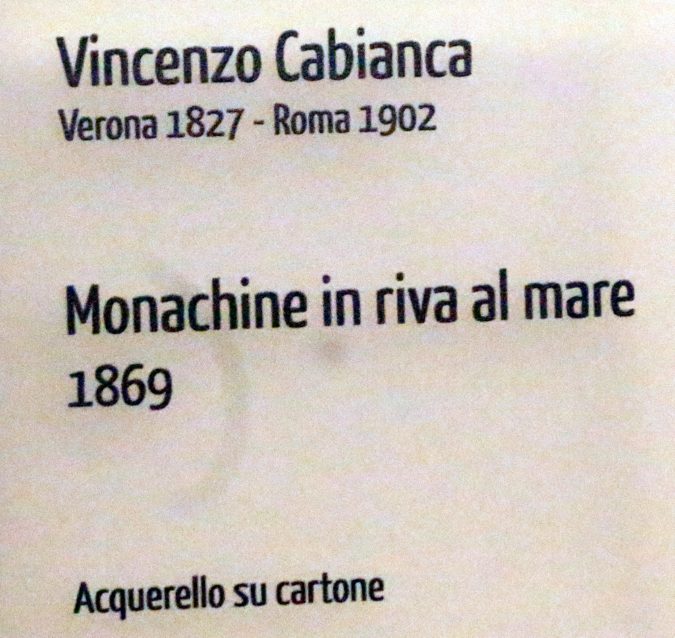 Vincenzo Cabianca
Verona 1827 - Roma 1902
Monachine in riva al mare
1869
Acquerello su cartone